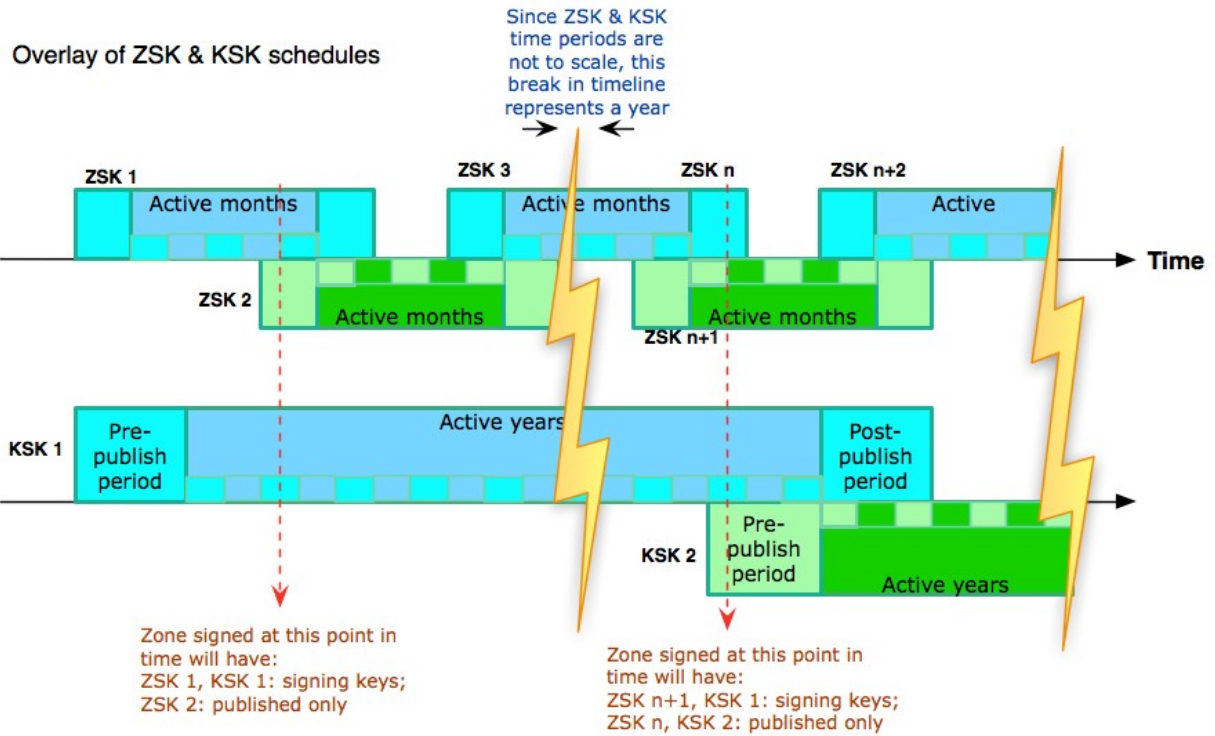 Since ZSK & KSK
time periods are
not to scale, this
break in timeline
represents a year
Overlay of ZSK & KSK schedules
ZSK 1
ZSK 3
ZSK n
ZSK n+2
Active months
Active months
Active
Time
ZSK 2
Active months
Active months
ZSK n+1
KSK 1
Pre-
publish
period
Active years
Post-
publish
period
KSK 2
Pre-
publish
period
Active years
Zone signed at this point in
time will have:
ZSK 1, KSK 1: signing keys;
ZSK 2: published only
Zone signed at this point in
time will have:
ZSK n+1, KSK 1: signing keys;
ZSK n, KSK 2: published only